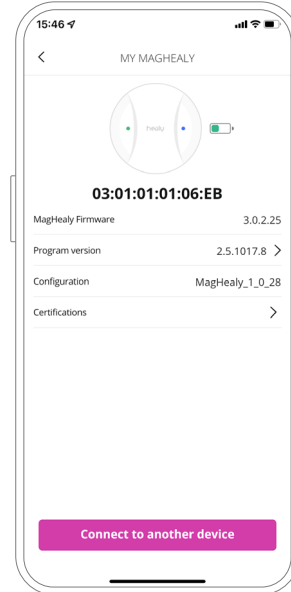 15:46
MY MAGHEALY
healy
03:01:01:01:06:EB
MagHealy Firmware 3.0.2.25
Program version 2.5.1017.8
Configuration MagHealy_1_0_28
Certifications
Connect to another device